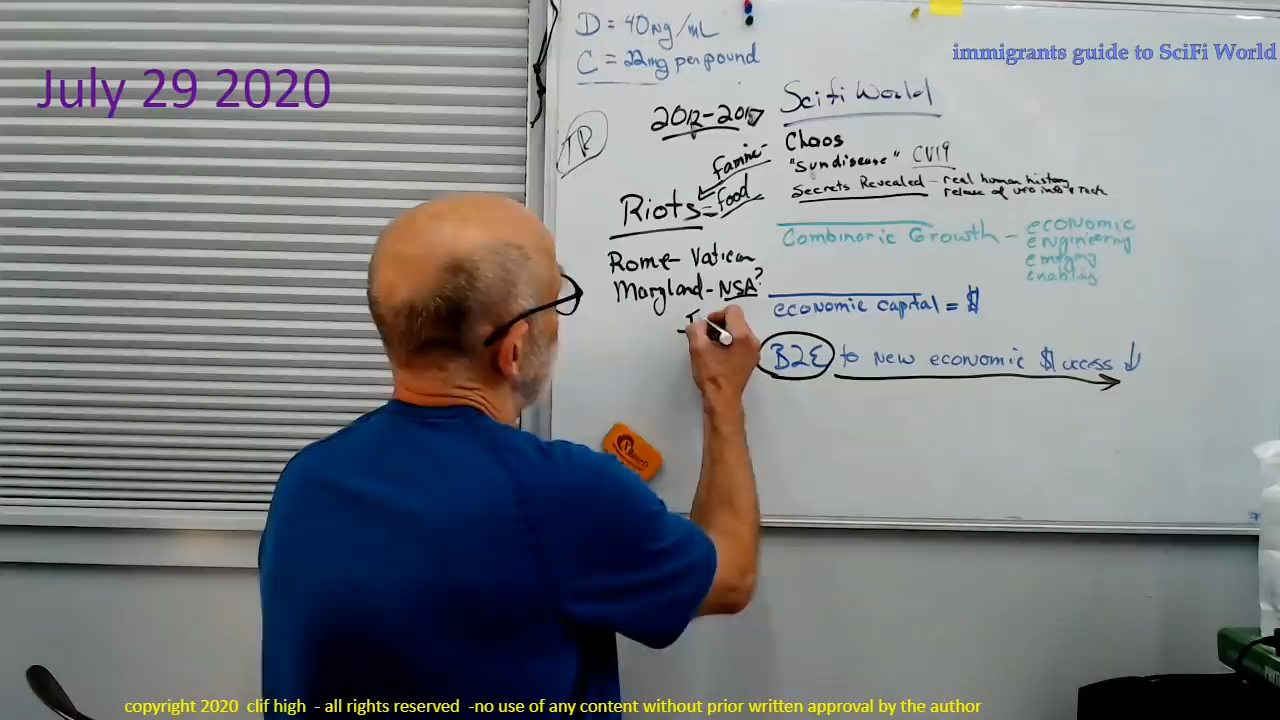 July 29 2020
immigrants guide to SciFi World
D = 40ng/mL
C = 22mg per pound
2012-2017
Scifi World
Chaos
"sun disease" CV19
Secrets Revealed - real human history
release of UFO info & Tech
famine
Riots = food
Rome - Vatican
Maryland - NSA?
Combinoric Growth - economic
engineering
emerging
enabling
economic capital = $
B2E to new economic $uccess ↓
copyright 2020 clif high - all rights reserved -no use of any content without prior written approval by the author